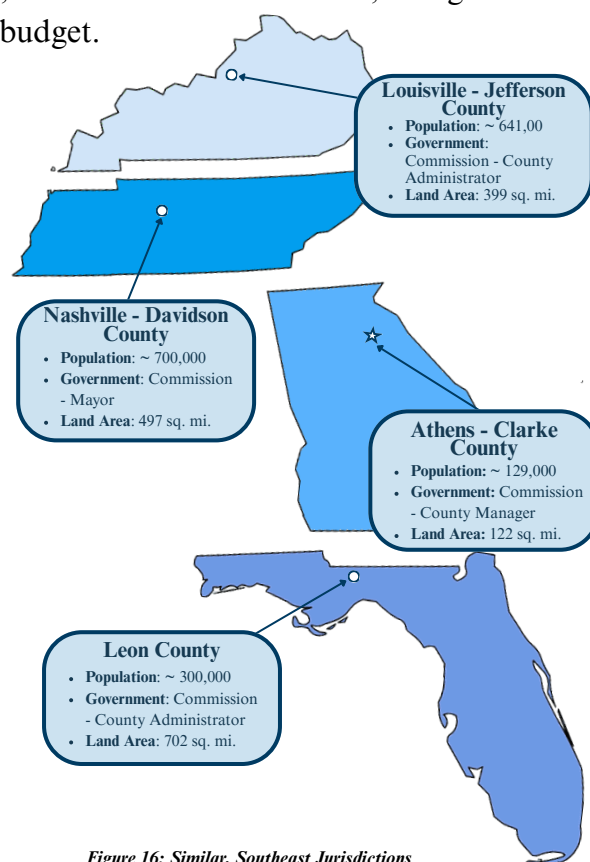 budget.
Louisville - Jefferson
County
• Population: ~ 641,00
• Government:
Commission - County
Administrator
• Land Area: 399 sq. mi.
Nashville - Davidson
County
• Population: ~ 700,000
• Government: Commission
- Mayor
• Land Area: 497 sq. mi.
Athens - Clarke
County
• Population: ~ 129,000
• Government: Commission
- County Manager
• Land Area: 122 sq. mi.
Leon County
• Population: ~ 300,000
• Government: Commission
- County Administrator
• Land Area: 702 sq. mi.
Figure 16: Similar, Southeast Jurisdictions